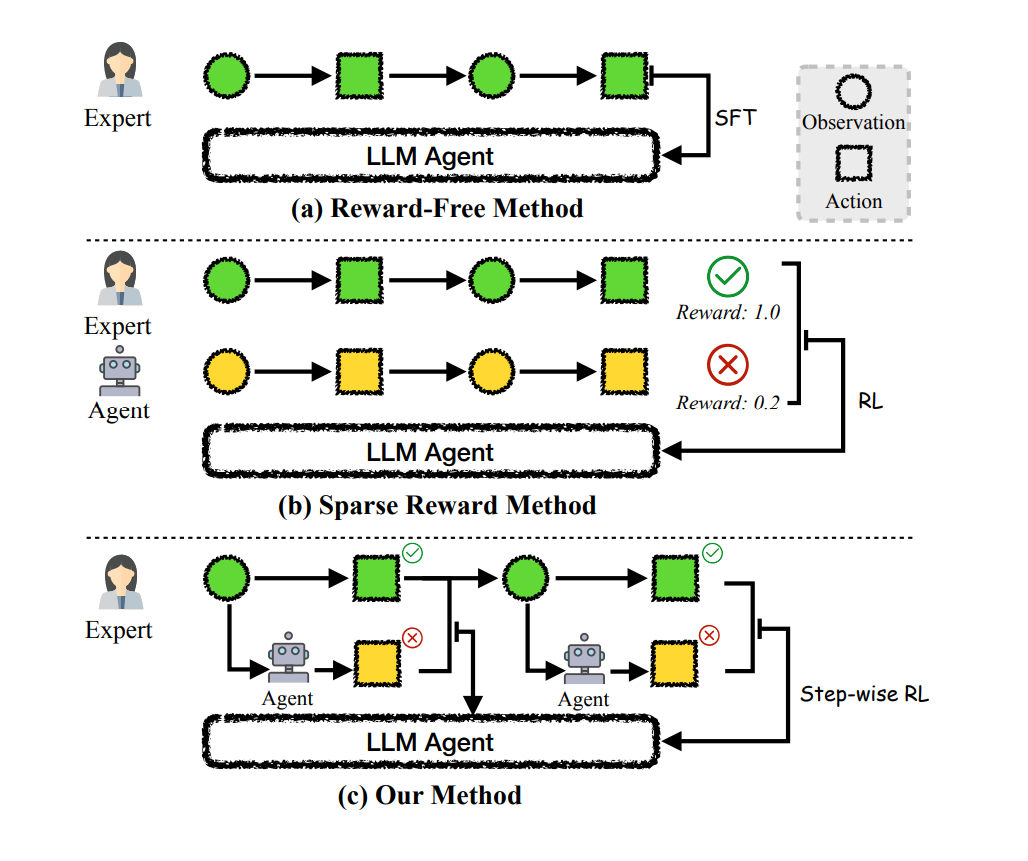 Expert
SFT
Observation
LLM Agent
Action
(a) Reward-Free Method
Expert
Reward: 1.0
Agent
Reward: 0.2
RL
LLM Agent
(b) Sparse Reward Method
Expert
Agent
Agent
Step-wise RL
LLM Agent
(c) Our Method